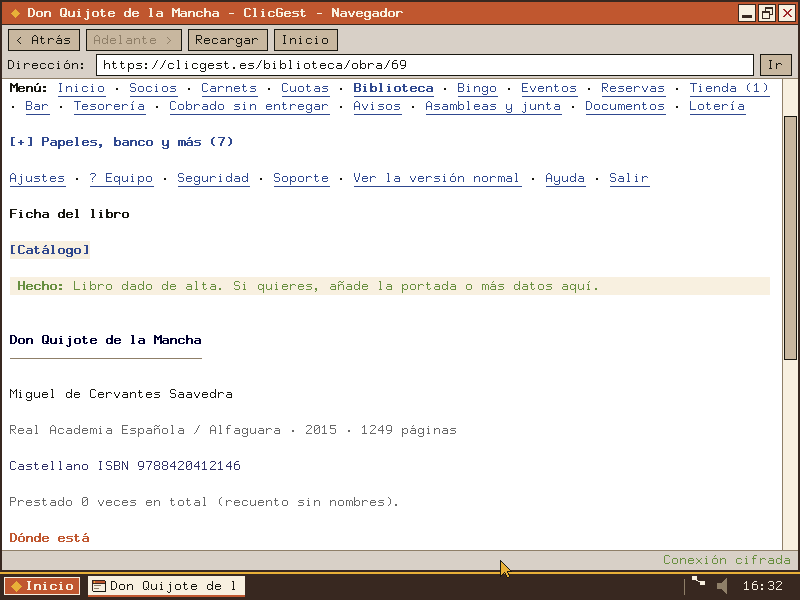 Don Quijote de la Mancha - ClicGest - Navegador
< Atrás Adelante > Recargar Inicio
Dirección: https://clicgest.es/biblioteca/obra/69 Ir
Menú: Inicio · Socios · Carnets · Cuotas · Biblioteca · Bingo · Eventos · Reservas · Tienda (1)
· Bar · Tesorería · Cobrado sin entregar · Avisos · Asambleas y junta · Documentos · Lotería
[+] Papeles, banco y más (7)
Ajustes · ? Equipo · Seguridad · Soporte · Ver la versión normal · Ayuda · Salir
Ficha del libro
[Catálogo]
Hecho: Libro dado de alta. Si quieres, añade la portada o más datos aquí.
Don Quijote de la Mancha
Miguel de Cervantes Saavedra
Real Academia Española / Alfaguara · 2015 · 1249 páginas
Castellano ISBN 9788420412146
Prestado 0 veces en total (recuento sin nombres).
Dónde está
Conexión cifrada
Inicio Don Quijote de l 16:32